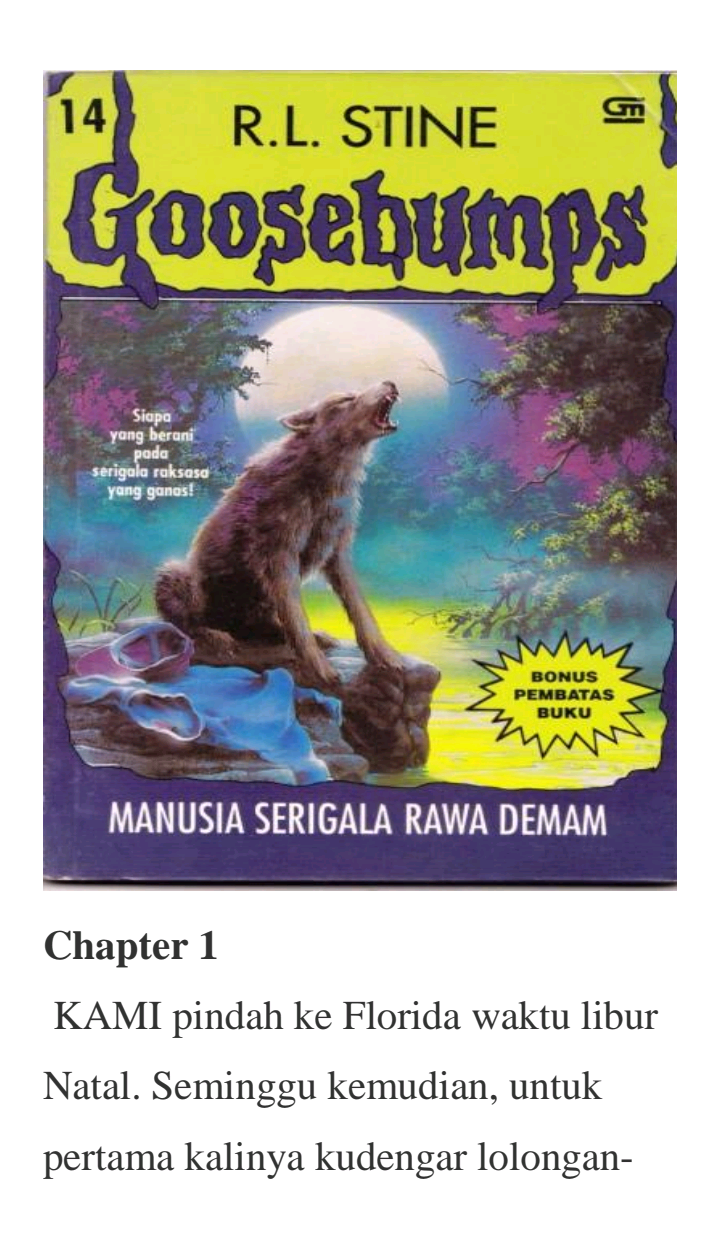 14
R.L. STINE
Gm
Goosebumps
Siapa
yang berani
pada
serigala raksasa
yang ganas!
BONUS
PEMBATAS
BUKU
MANUSIA SERIGALA RAWA DEMAM
Chapter 1
KAMI pindah ke Florida waktu libur
Natal. Seminggu kemudian, untuk
pertama kalinya kudengar lolongan-